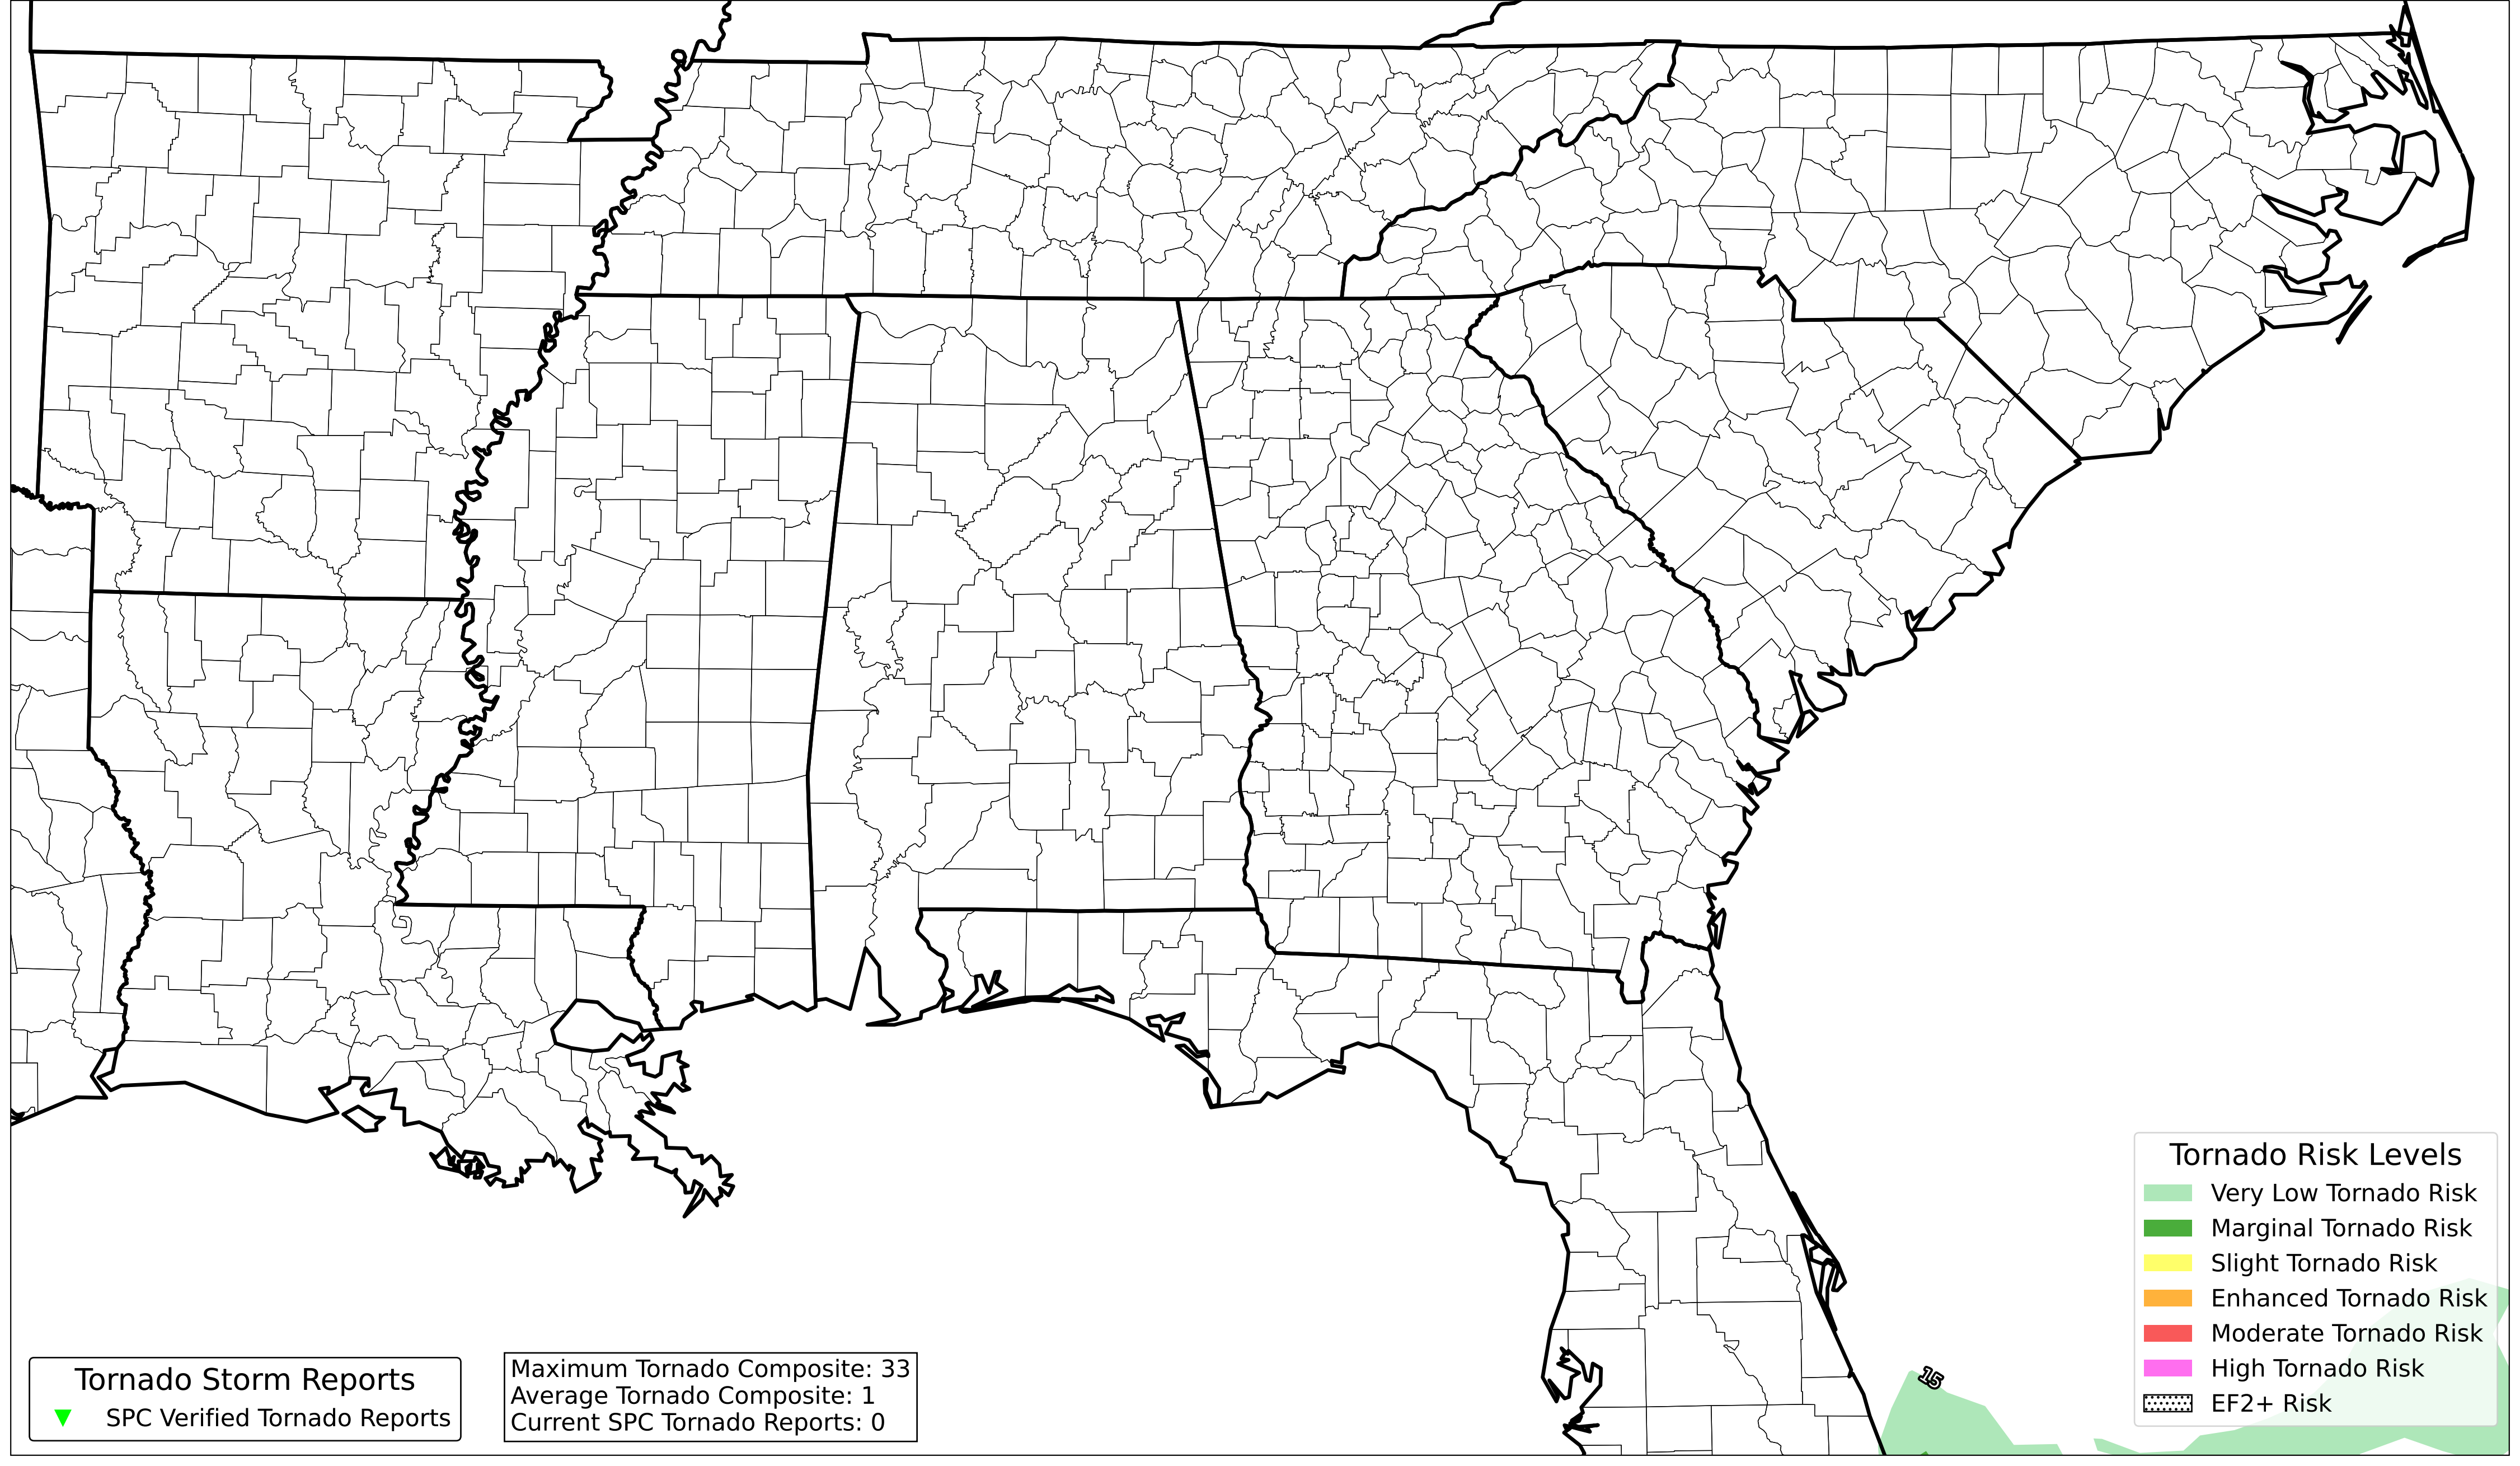 Tornado Risk Levels
Very Low Tornado Risk
Marginal Tornado Risk
Slight Tornado Risk
Enhanced Tornado Risk
Moderate Tornado Risk
High Tornado Risk
EF2+ Risk
15
Tornado Storm Reports
SPC Verified Tornado Reports
Maximum Tornado Composite: 33
Average Tornado Composite: 1
Current SPC Tornado Reports: 0